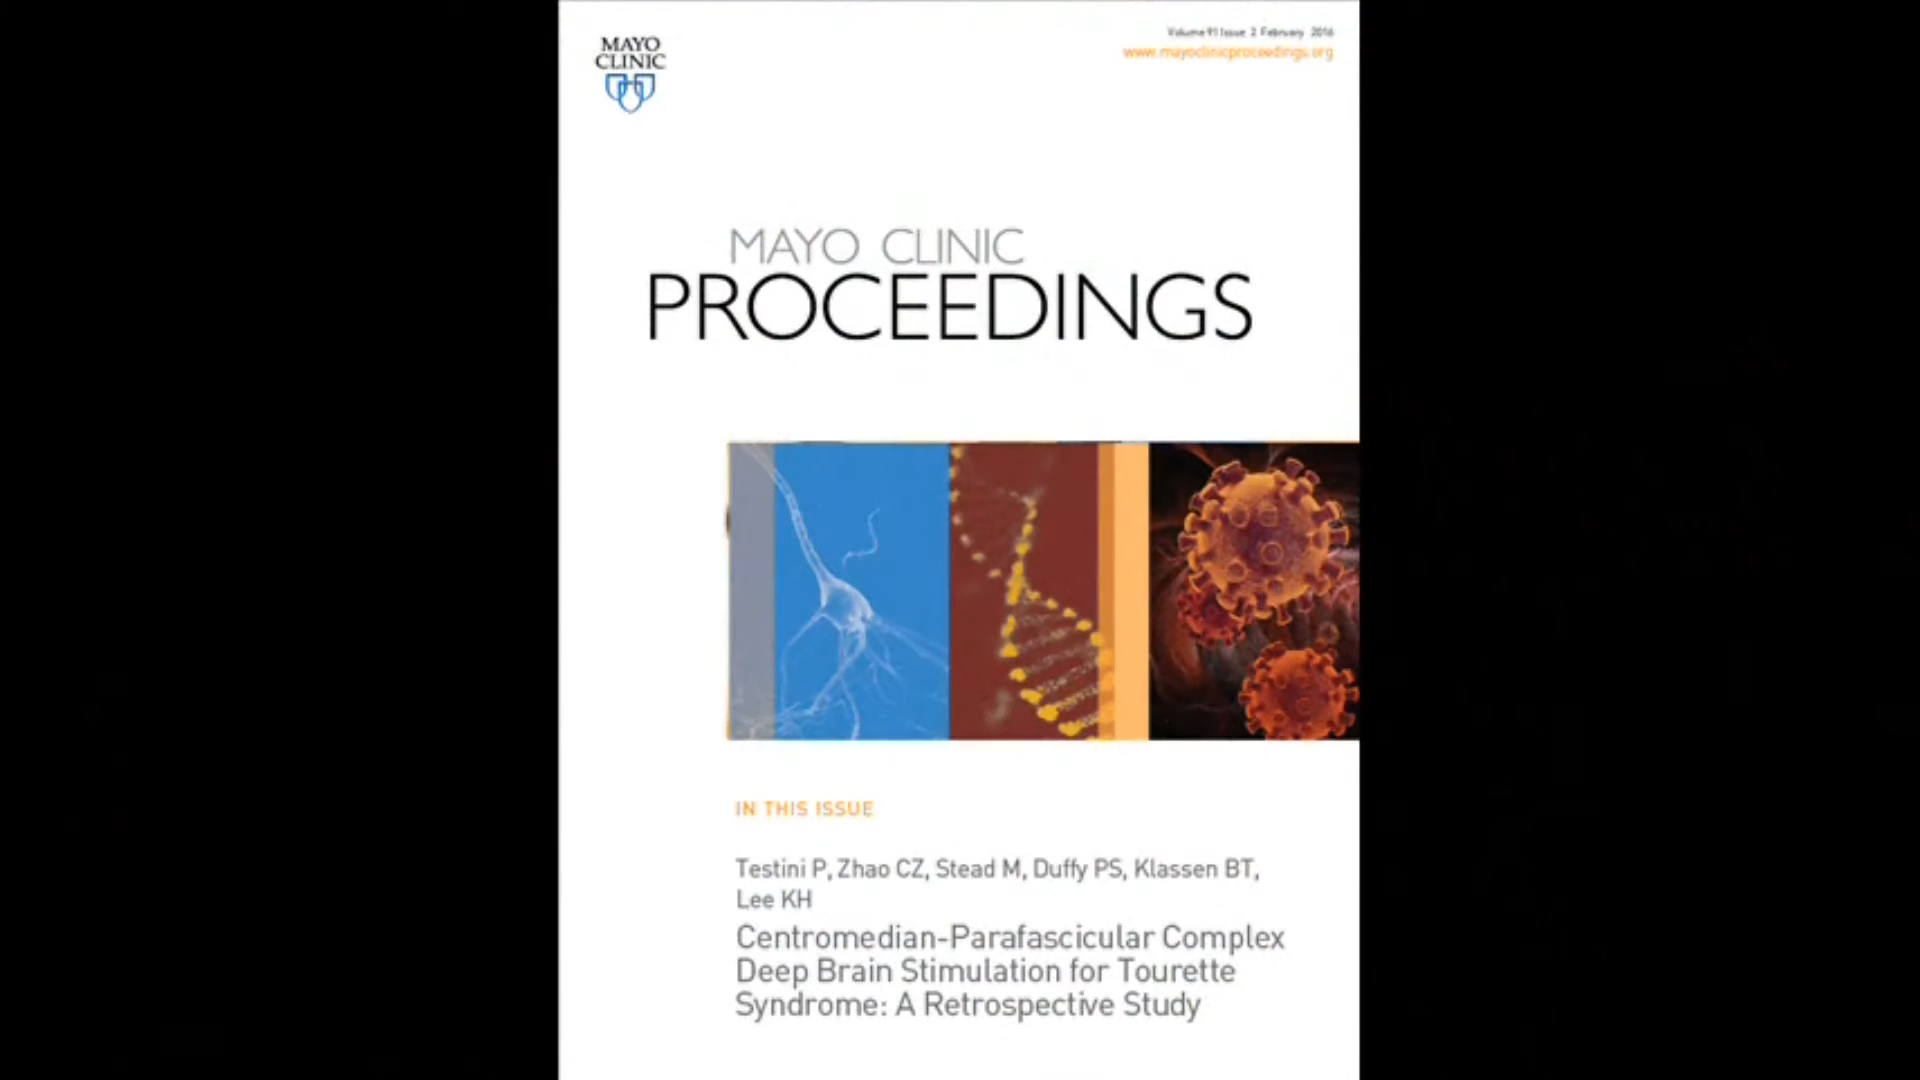 MAYO
CLINIC
Volume 91 Issue 2 February 2016
www.mayoclinicproceedings.org
MAYO CLINIC
PROCEEDINGS
IN THIS ISSUE
Testini P, Zhao CZ, Stead M, Duffy PS, Klassen BT,
Lee KH
Centromedian-Parafascicular Complex
Deep Brain Stimulation for Tourette
Syndrome: A Retrospective Study